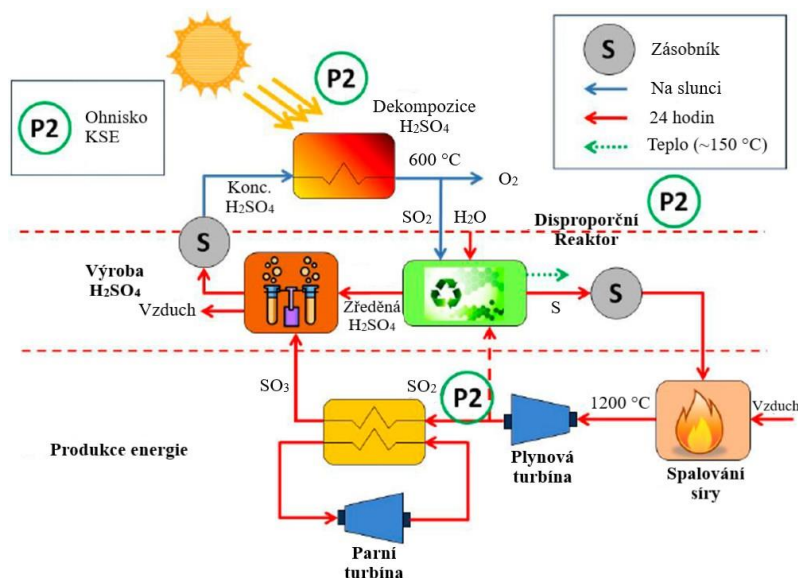 P2
Ohnisko
KSE
P2
Dekompozice
H₂SO₄
600 °C
O₂
Konc.
H₂SO₄
S
SO₂
H₂O
S
Zásobník
Na slunci
24 hodin
Teplo (~150 °C)
P2
Disproporční
Reaktor
Výroba
H₂SO₄
Vzduch
Zředěná
H₂SO₄
S
S
SO₃
SO₂
P2
1200 °C
Vzduch
Produkce energie
Plynová
turbína
Spalování
síry
Parní
turbína